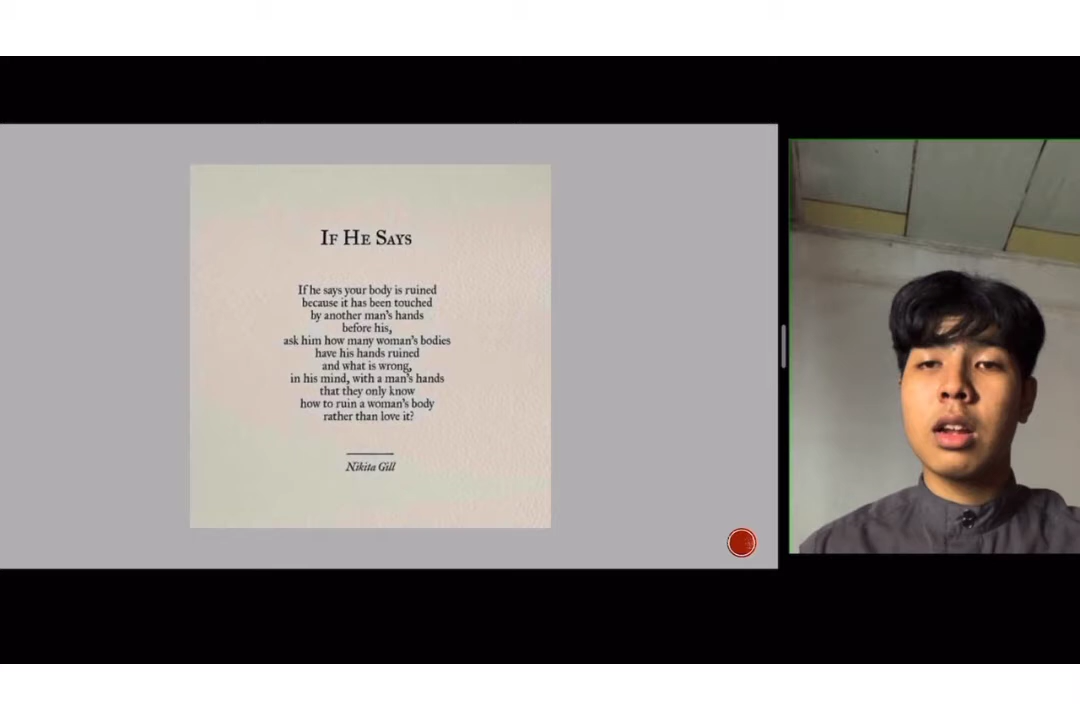 If He Says
If he says your body is ruined
because it has been touched
by another man's hands
before his,
ask him how many woman's bodies
have his hands ruined
and what is wrong,
in his mind, with a man's hands
that they only know
how to ruin a woman's body
rather than love it?
Nikita Gill